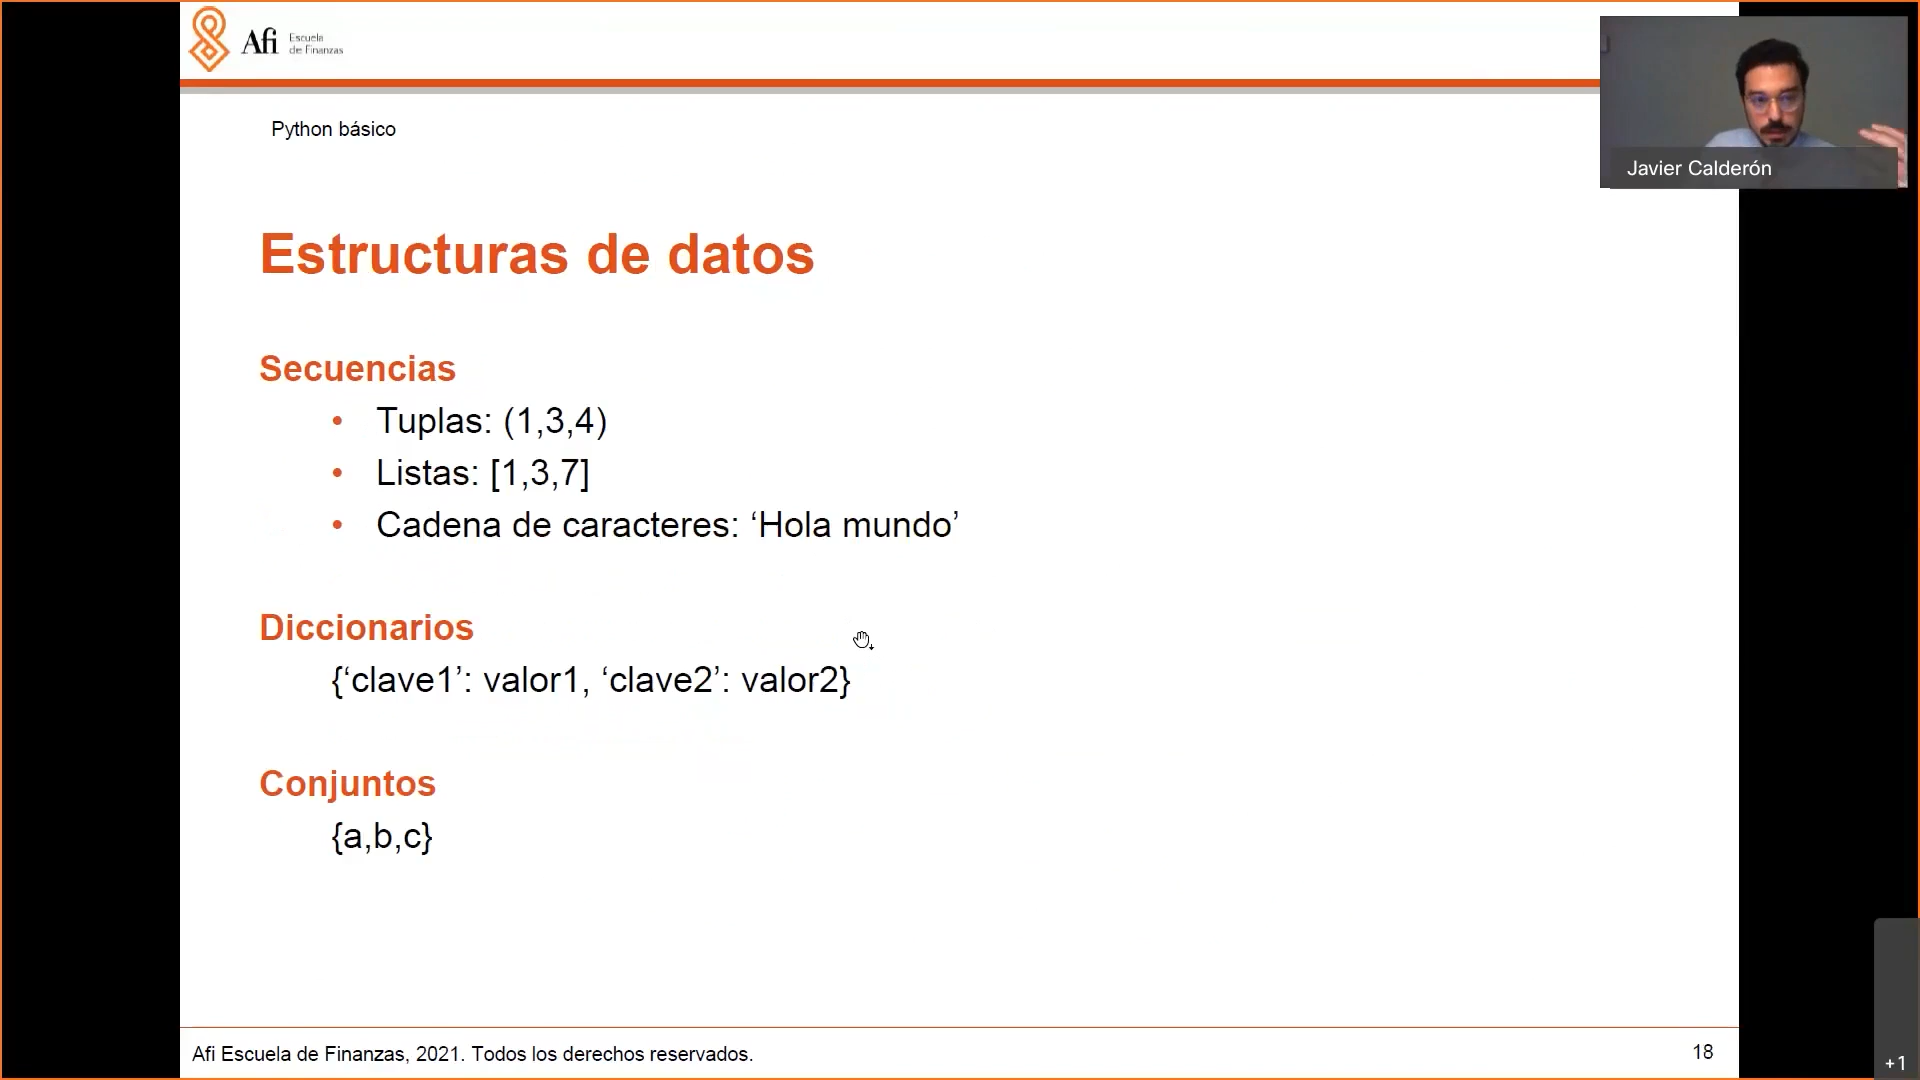 Afi Escuela
de Finanzas
Python básico
Javier Calderón
Estructuras de datos
Secuencias
• Tuplas: (1,3,4)
• Listas: [1,3,7]
• Cadena de caracteres: ‘Hola mundo’
Diccionarios
{‘clave1’: valor1, ‘clave2’: valor2}
Conjuntos
{a,b,c}
Afi Escuela de Finanzas, 2021. Todos los derechos reservados.
18
+1